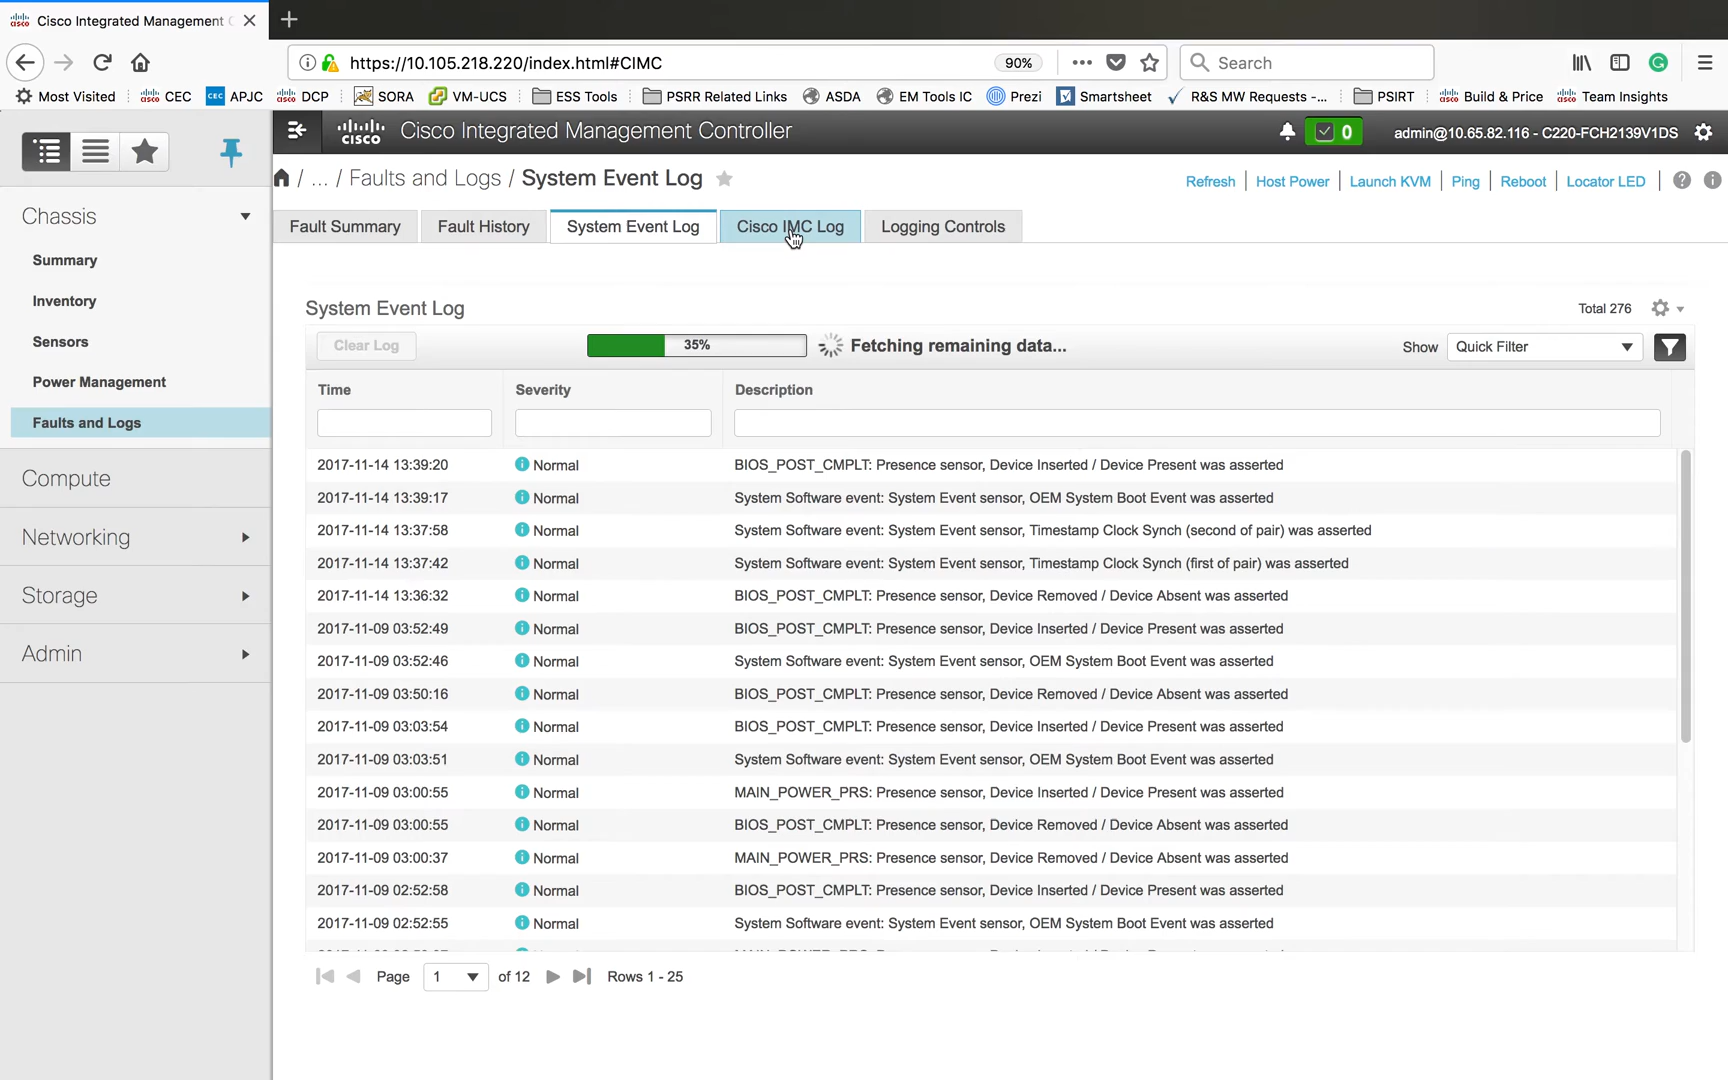 Cisco Integrated Management C
https://10.105.218.220/index.html#CIMC
90%
Search
Most Visited
CEC
CEC
APJC
DCP
SORA
VM-UCS
ESS Tools
PSRR Related Links
ASDA
EM Tools IC
Prezi
Smartsheet
R&S MW Requests -...
PSIRT
Build & Price
Team Insights
cisco
Cisco Integrated Management Controller
0
admin@10.65.82.116 - C220-FCH2139V1DS
/ ... / Faults and Logs / System Event Log
Refresh
Host Power
Launch KVM
Ping
Reboot
Locator LED
Chassis
Summary
Inventory
Sensors
Power Management
Faults and Logs
Compute
Networking
Storage
Admin
Fault Summary
Fault History
System Event Log
Cisco IMC Log
Logging Controls
System Event Log
Total 276
Clear Log
35%
Fetching remaining data...
Show
Quick Filter
Time Severity Description
2017-11-14 13:39:20 Normal BIOS_POST_CMPLT: Presence sensor, Device Inserted / Device Present was asserted
2017-11-14 13:39:17 Normal System Software event: System Event sensor, OEM System Boot Event was asserted
2017-11-14 13:37:58 Normal System Software event: System Event sensor, Timestamp Clock Synch (second of pair) was asserted
2017-11-14 13:37:42 Normal System Software event: System Event sensor, Timestamp Clock Synch (first of pair) was asserted
2017-11-14 13:36:32 Normal BIOS_POST_CMPLT: Presence sensor, Device Removed / Device Absent was asserted
2017-11-09 03:52:49 Normal BIOS_POST_CMPLT: Presence sensor, Device Inserted / Device Present was asserted
2017-11-09 03:52:46 Normal System Software event: System Event sensor, OEM System Boot Event was asserted
2017-11-09 03:50:16 Normal BIOS_POST_CMPLT: Presence sensor, Device Removed / Device Absent was asserted
2017-11-09 03:03:54 Normal BIOS_POST_CMPLT: Presence sensor, Device Inserted / Device Present was asserted
2017-11-09 03:03:51 Normal System Software event: System Event sensor, OEM System Boot Event was asserted
2017-11-09 03:00:55 Normal MAIN_POWER_PRS: Presence sensor, Device Inserted / Device Present was asserted
2017-11-09 03:00:55 Normal BIOS_POST_CMPLT: Presence sensor, Device Removed / Device Absent was asserted
2017-11-09 03:00:37 Normal MAIN_POWER_PRS: Presence sensor, Device Removed / Device Absent was asserted
2017-11-09 02:52:58 Normal BIOS_POST_CMPLT: Presence sensor, Device Inserted / Device Present was asserted
2017-11-09 02:52:55 Normal System Software event: System Event sensor, OEM System Boot Event was asserted
Page 1 of 12 Rows 1 - 25